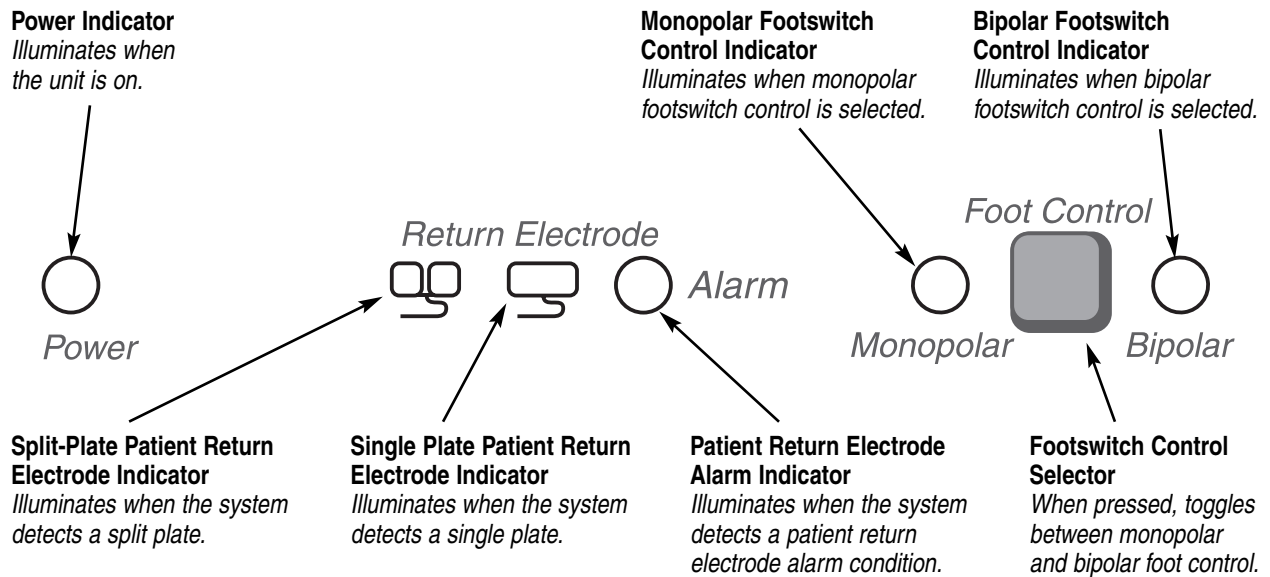 Power Indicator
Illuminates when
the unit is on.
Monopolar Footswitch
Control Indicator
Illuminates when monopolar
footswitch control is selected.
Bipolar Footswitch
Control Indicator
Illuminates when bipolar
footswitch control is selected.
Power
Return Electrode
Alarm
Foot Control
Monopolar
Bipolar
Split-Plate Patient Return
Electrode Indicator
Illuminates when the system
detects a split plate.
Single Plate Patient Return
Electrode Indicator
Illuminates when the system
detects a single plate.
Patient Return Electrode
Alarm Indicator
Illuminates when the system
detects a patient return
electrode alarm condition.
Footswitch Control
Selector
When pressed, toggles
between monopolar
and bipolar foot control.